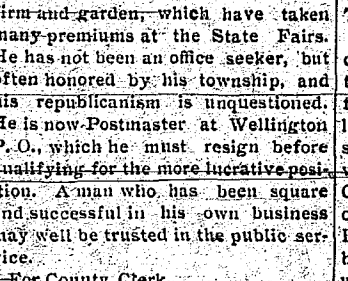 firm and garden, which have taken
many premiums at the State Fairs.
He has not been an office seeker, but
often honored by his township, and
his republicanism is unquestioned.
He is now Postmaster at Wellington
P. O., which he must resign before
qualifying for the more lucrative posi-
tion. A man who has been square
and successful in his own business
may well be trusted in the public ser-
vice.
For County Clerk